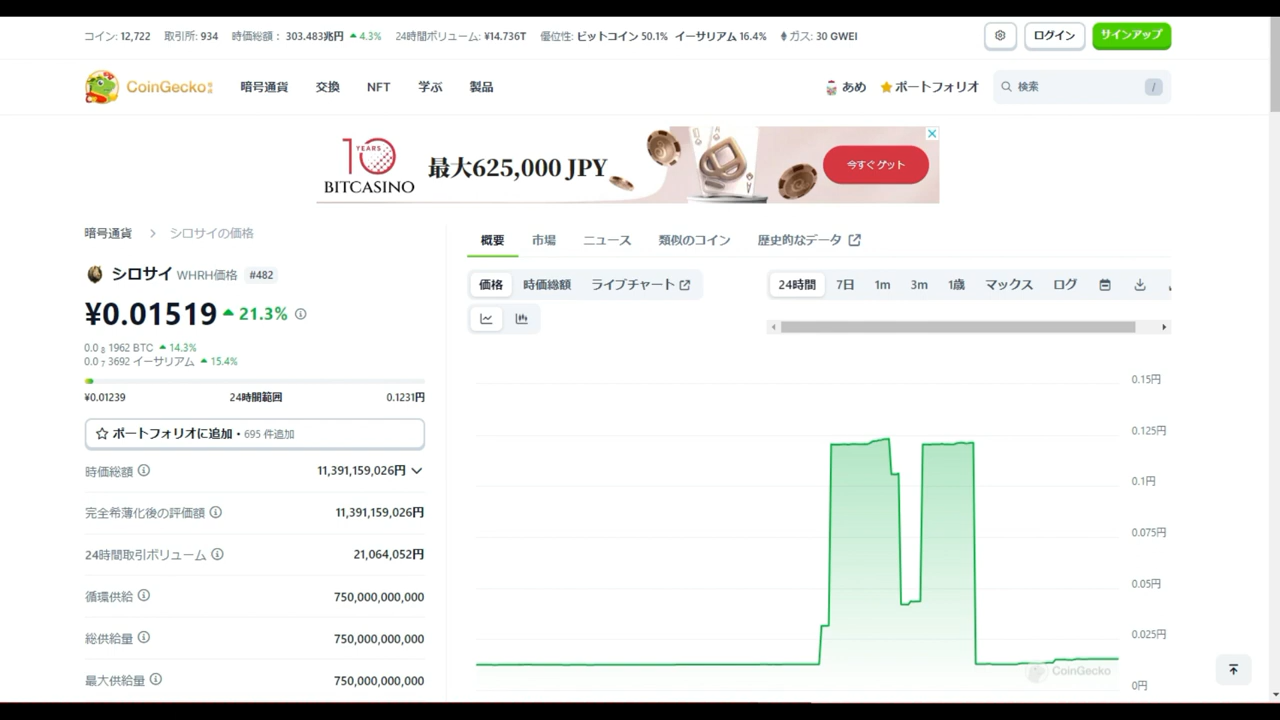 コイン: 12,722 取引所: 934 時価総額： 303.483兆円 4.3% 24時間ボリューム: ¥14.736T 優位性: ビットコイン 50.1% イーサリアム 16.4% ガス: 30 GWEI
ログイン
サインアップ
CoinGecko
暗号通貨 交換 NFT 学ぶ 製品
あめ ポートフォリオ 検索 /
10 YEARS
BITCASINO
最大625,000 JPY
今すぐゲット
暗号通貨 シロサイの価格
概要 市場 ニュース 類似のコイン 歴史的なデータ
シロサイ WHRH価格 #482
価格 時価総額 ライブチャート
24時間 7日 1m 3m 1歳 マックス ログ
¥0.01519 21.3%
0.0 8 1962 BTC 14.3%
0.0 7 3692 イーサリアム 15.4%
¥0.01239 24時間範囲 0.1231円
ポートフォリオに追加・695 件追加
時価総額 11,391,159,026円
完全希薄化後の評価額 11,391,159,026円
24時間取引ボリューム 21,064,052円
循環供給 750,000,000,000
総供給量 750,000,000,000
最大供給量 750,000,000,000
0.15円
0.125円
0.1円
0.075円
0.05円
0.025円
0円
CoinGecko